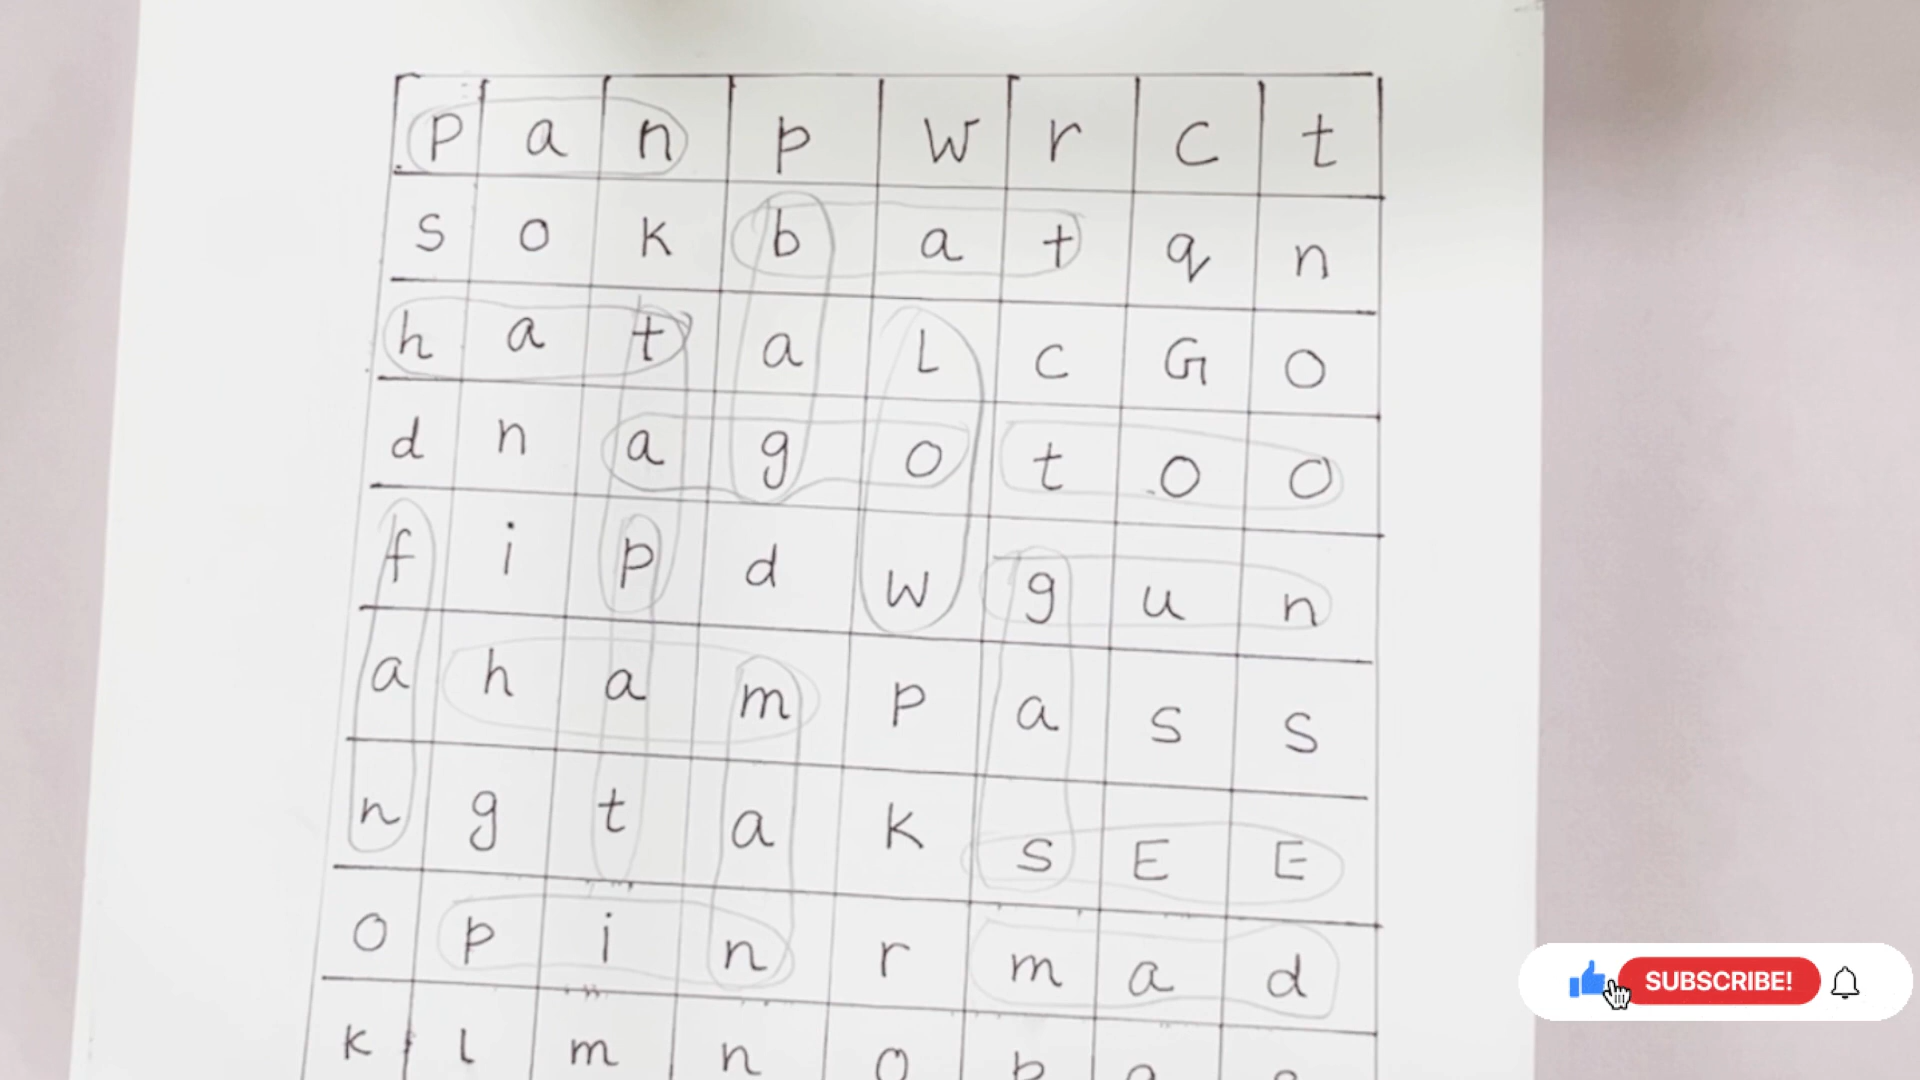 p a n p w r c t
s o k b a t q n
h a t a L c G o
d n a g o t o o
f i p d w g u n
a h a m p a s s
n g t a k s E E
o p i n r m a d
k l m n o
SUBSCRIBE!